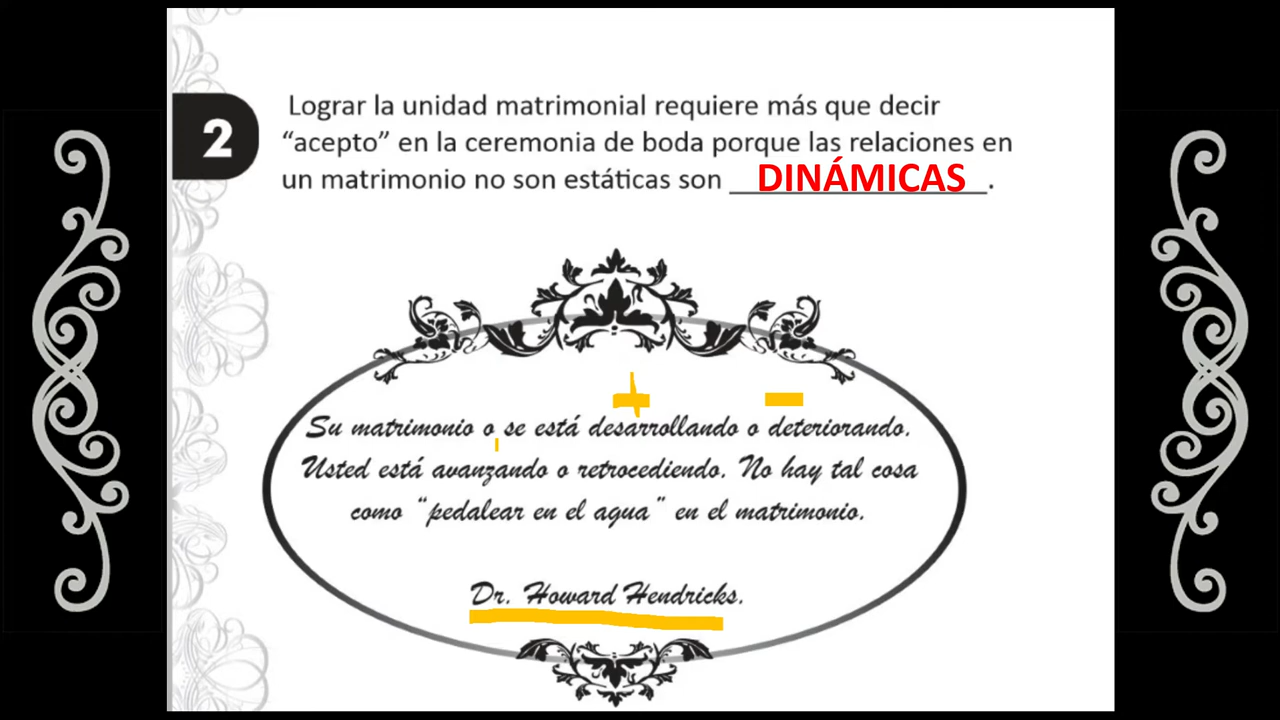 2
Lograr la unidad matrimonial requiere más que decir
“acepto” en la ceremonia de boda porque las relaciones en
un matrimonio no son estáticas son DINÁMICAS.
Su matrimonio o se está desarrollando o deteriorando.
Usted está avanzando o retrocediendo. No hay tal cosa
como “pedalear en el agua” en el matrimonio.
Dr. Howard Hendricks.